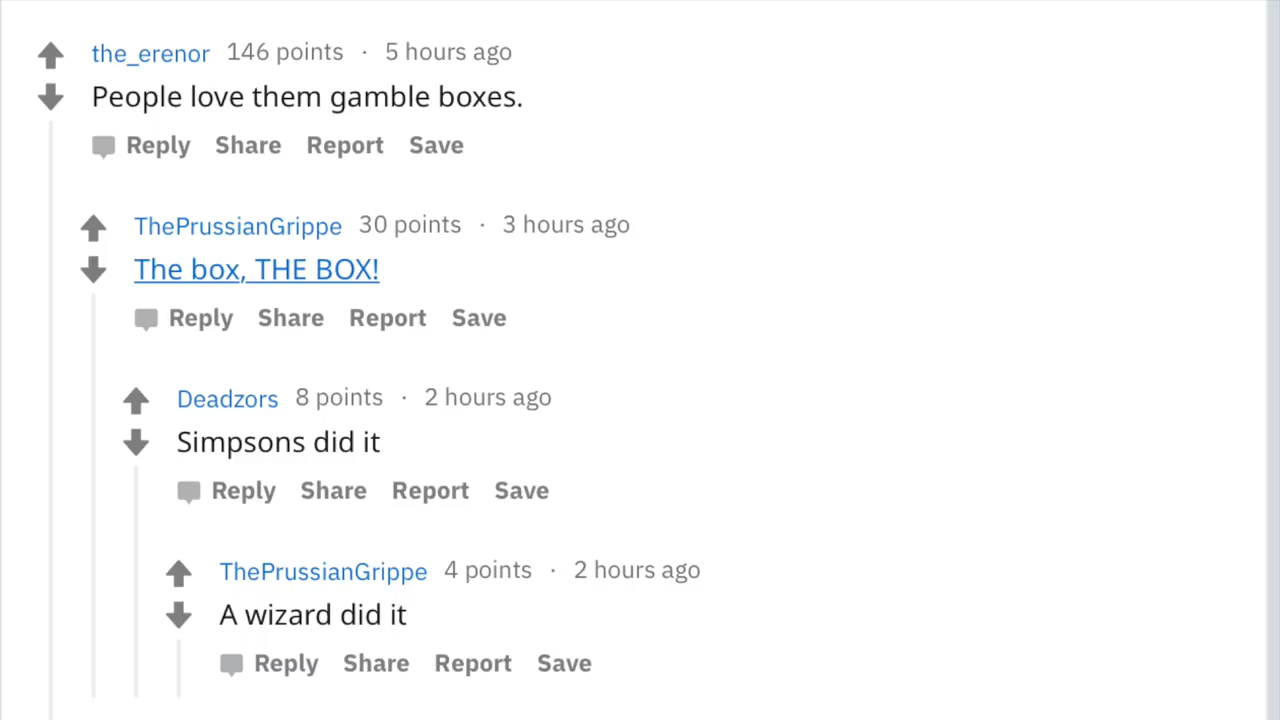 the_erenor 146 points · 5 hours ago
People love them gamble boxes.
Reply Share Report Save
ThePrussianGrippe 30 points · 3 hours ago
The box, THE BOX!
Reply Share Report Save
Deadzors 8 points · 2 hours ago
Simpsons did it
Reply Share Report Save
ThePrussianGrippe 4 points · 2 hours ago
A wizard did it
Reply Share Report Save